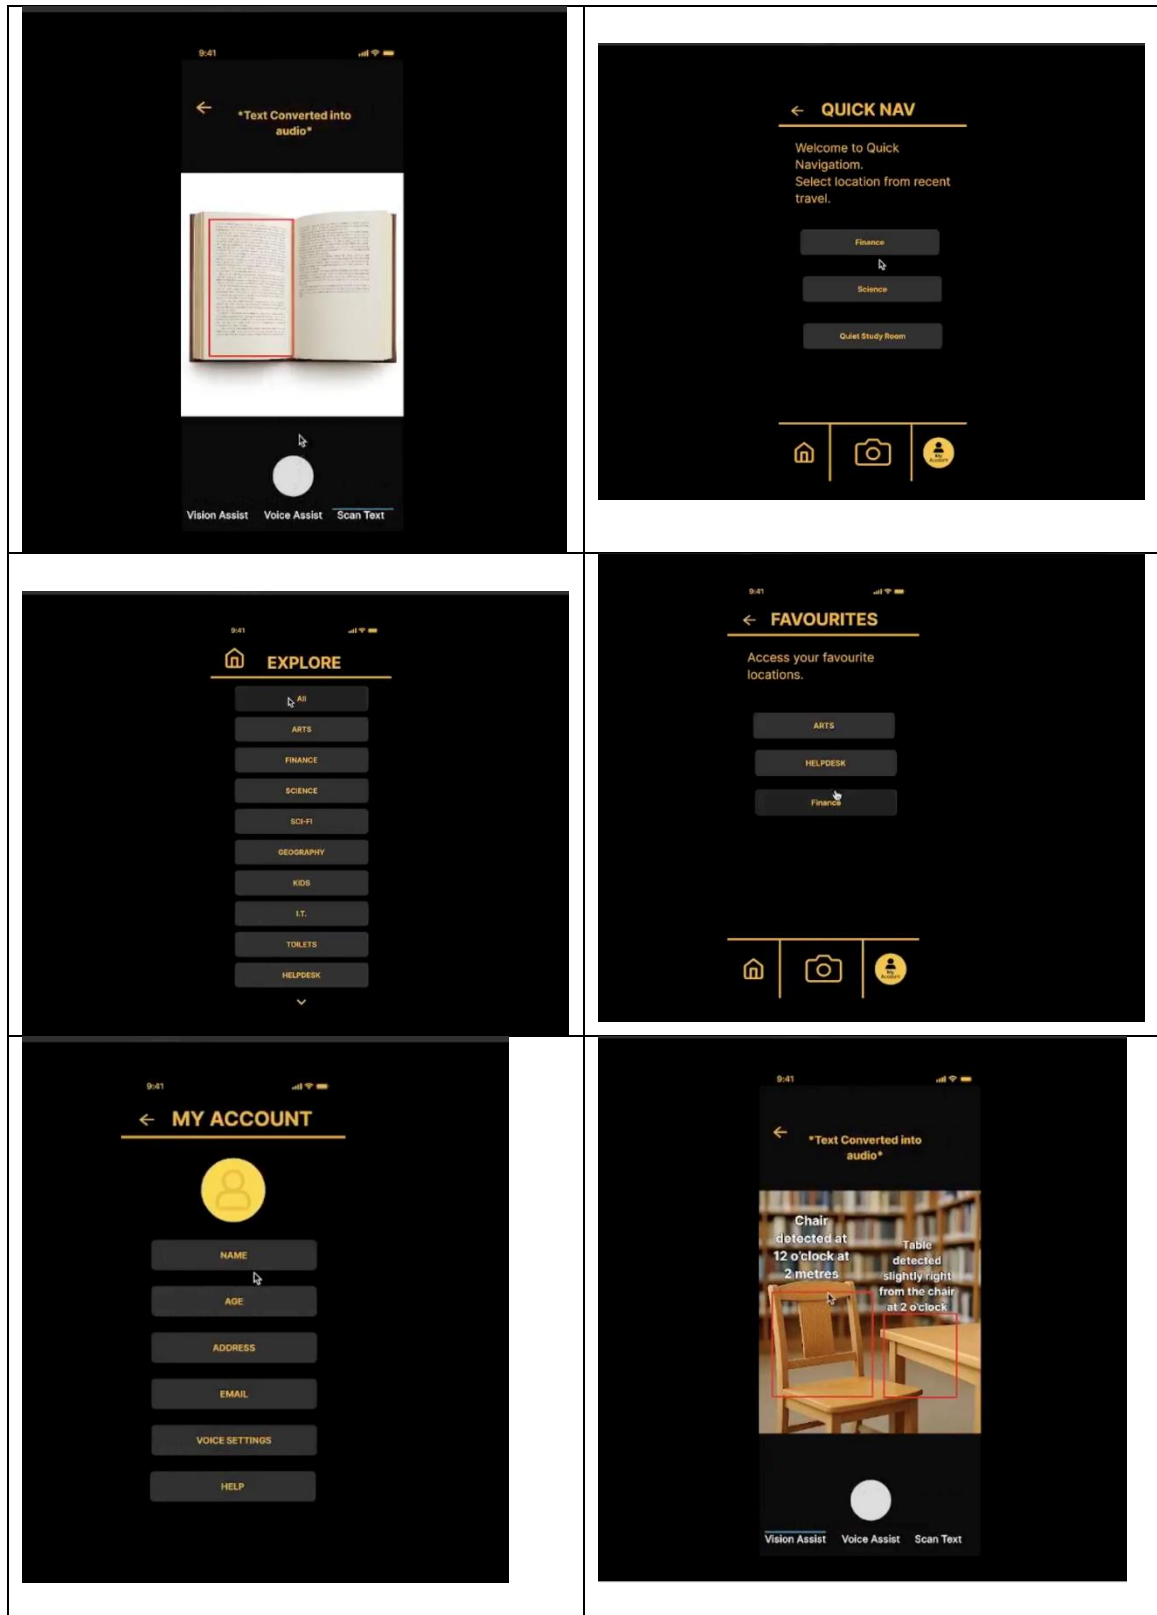 9:41
*Text Converted into
audio*
Vision Assist Voice Assist Scan Text
QUICK NAV
Welcome to Quick
Navigatiom.
Select location from recent
travel.
Finance
Science
Quiet Study Room
My
Account
9:41
EXPLORE
All
ARTS
FINANCE
SCIENCE
SCI-FI
GEOGRAPHY
KIDS
I.T.
TOILETS
HELPDESK
9:41
FAVOURITES
Access your favourite
locations.
ARTS
HELPDESK
Finance
My
Account
9:41
MY ACCOUNT
NAME
AGE
ADDRESS
EMAIL
VOICE SETTINGS
HELP
9:41
*Text Converted into
audio*
Chair
detected at
12 o'clock at
2 metres
Table
detected
slightly right
from the chair
at 2 o'clock
Vision Assist Voice Assist Scan Text